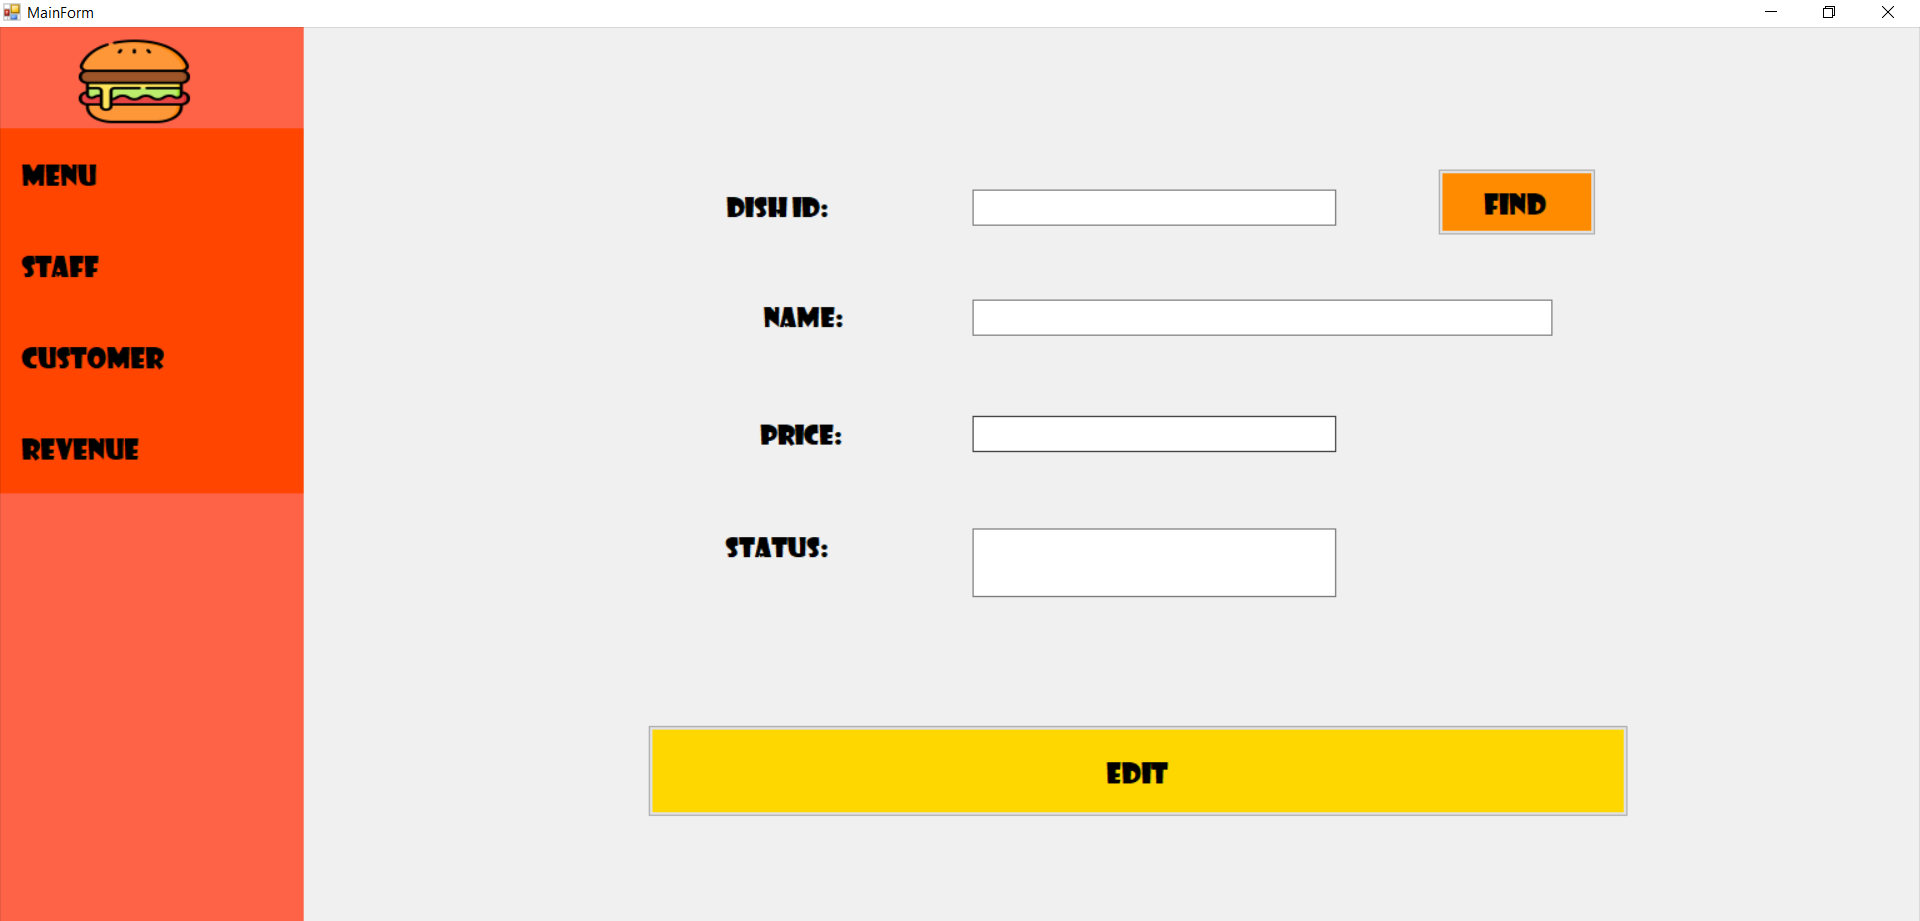 MainForm
MENU
STAFF
CUSTOMER
REVENUE
DISH ID:
FIND
NAME:
PRICE:
STATUS:
EDIT